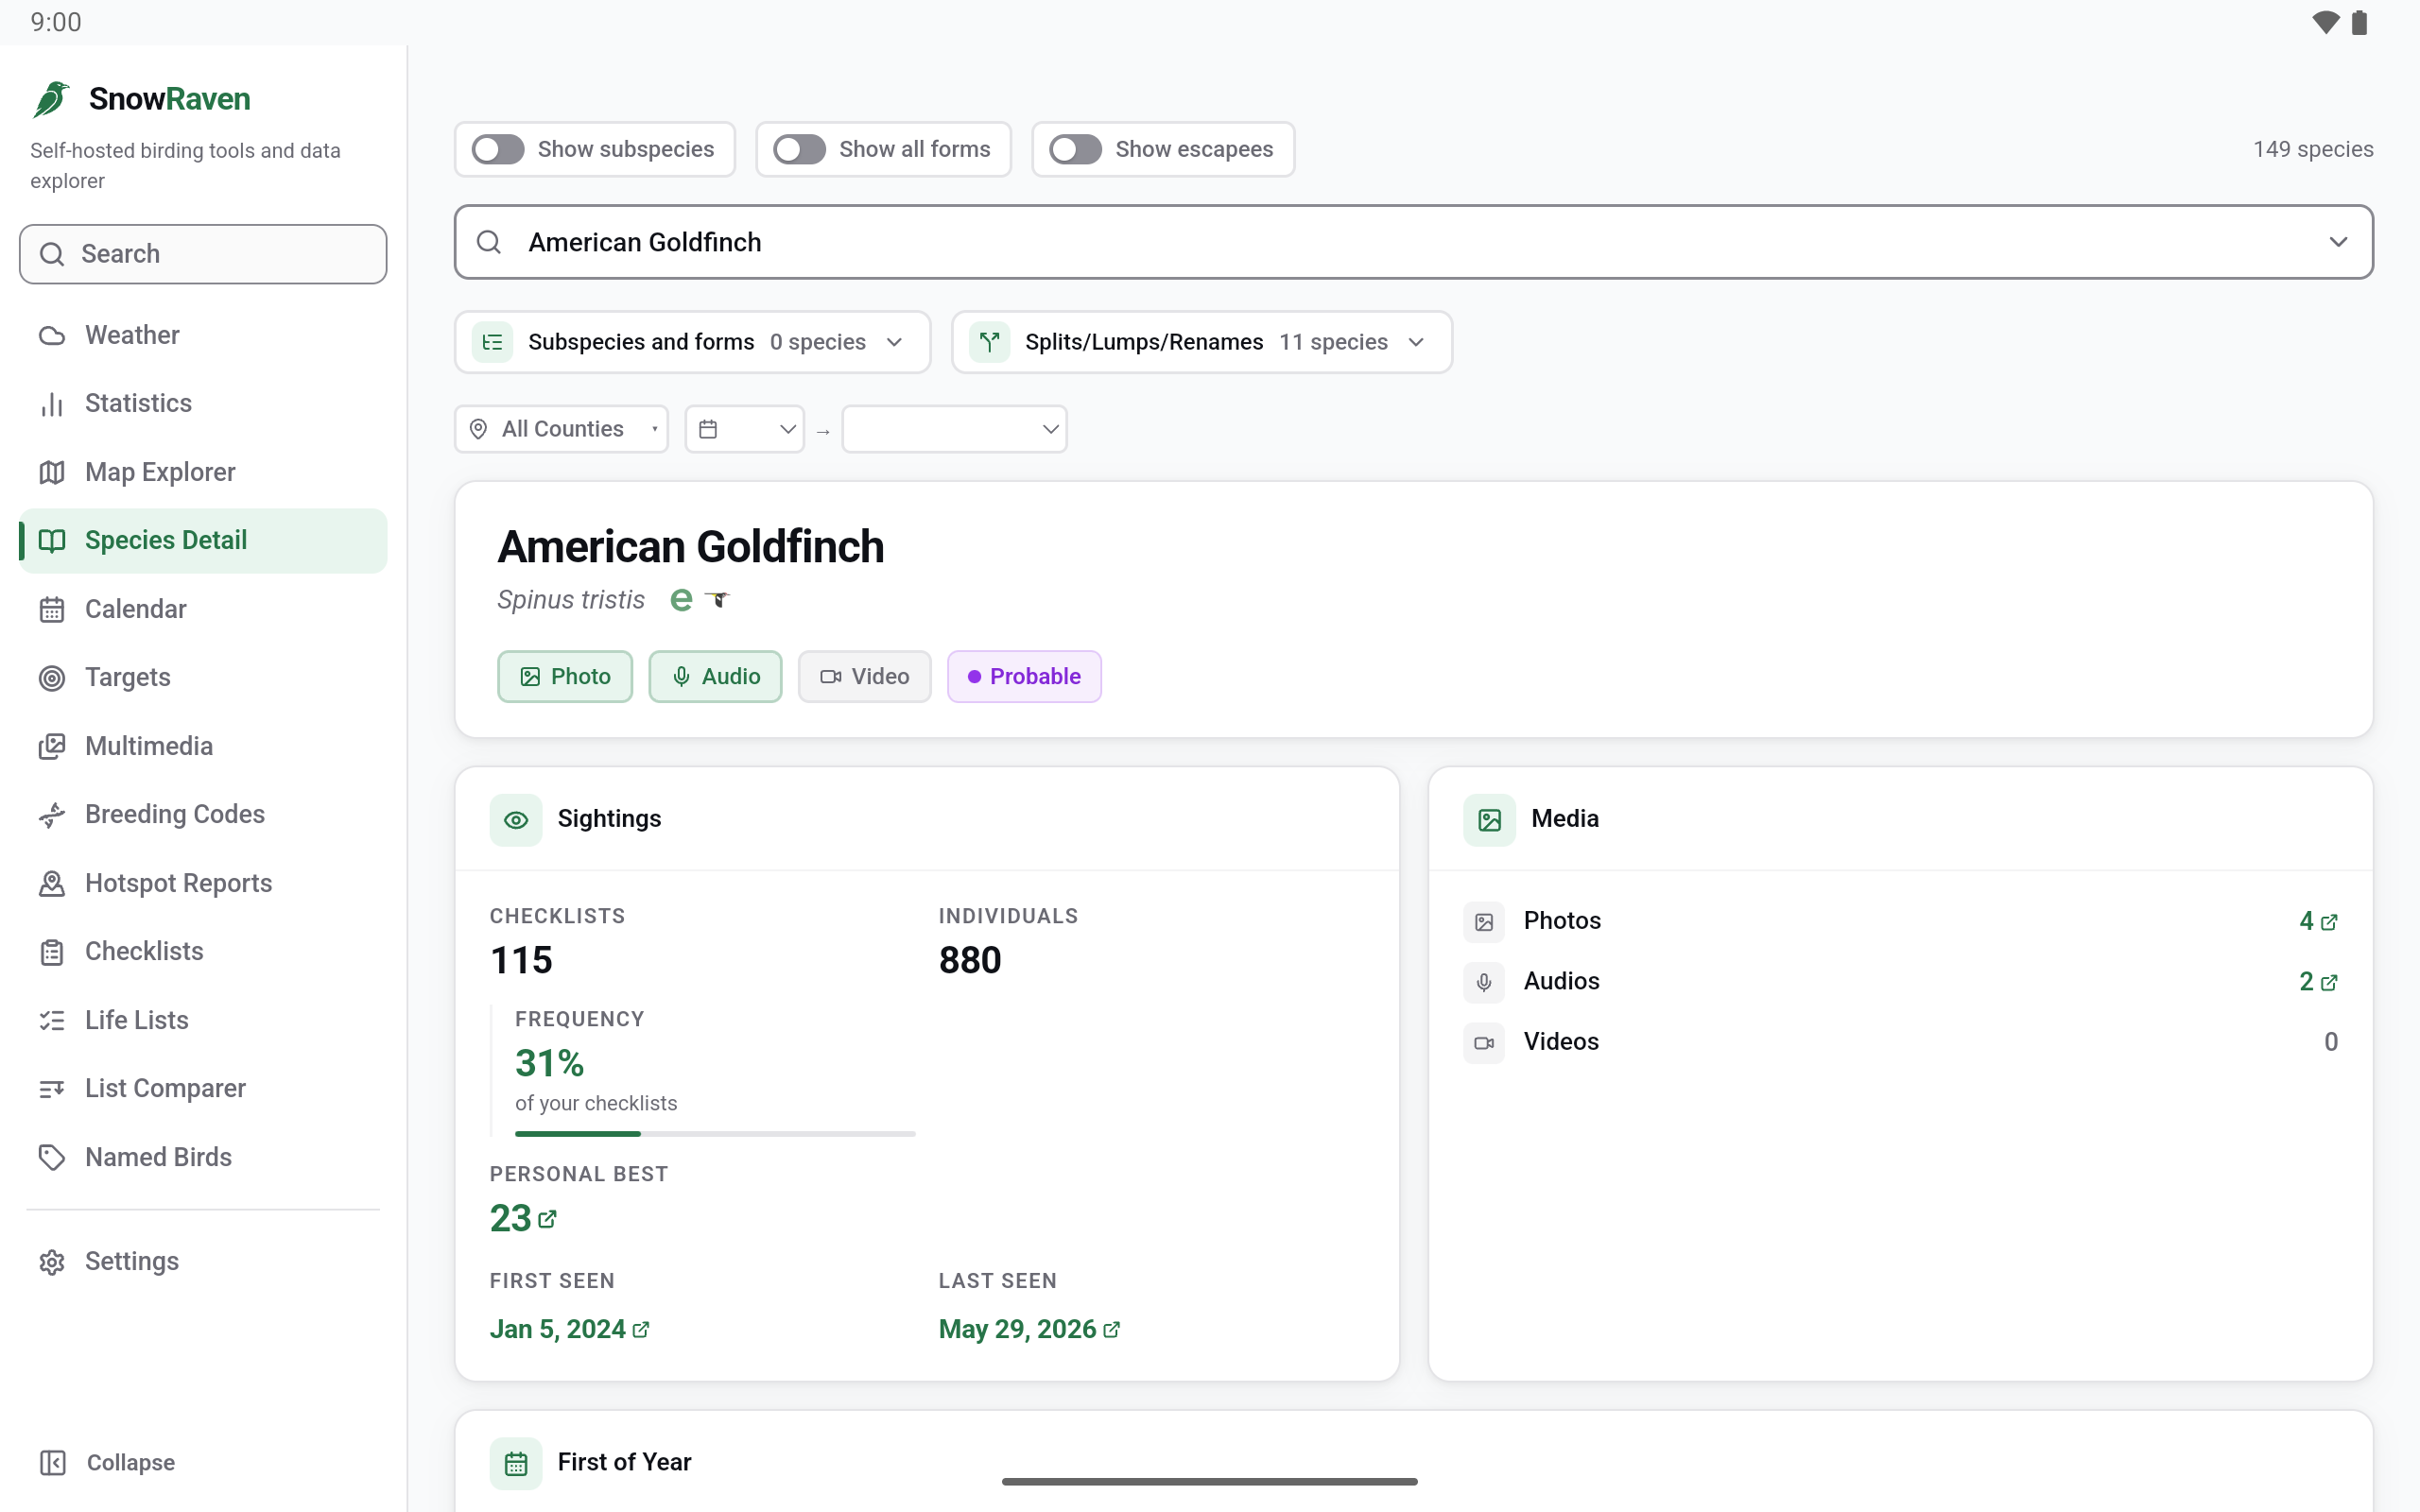 9:00
SnowRaven
Self-hosted birding tools and data
explorer
Search
Weather
Statistics
Map Explorer
Species Detail
Calendar
Targets
Multimedia
Breeding Codes
Hotspot Reports
Checklists
Life Lists
List Comparer
Named Birds
Settings
Collapse
Show subspecies
Show all forms
Show escapees
149 species
American Goldfinch
Subspecies and forms 0 species
Splits/Lumps/Renames 11 species
All Counties
→
American Goldfinch
Spinus tristis e
Photo
Audio
Video
Probable
Sightings
CHECKLISTS
115
INDIVIDUALS
880
FREQUENCY
31%
of your checklists
PERSONAL BEST
23
FIRST SEEN
Jan 5, 2024
LAST SEEN
May 29, 2026
Media
Photos 4
Audios 2
Videos 0
First of Year